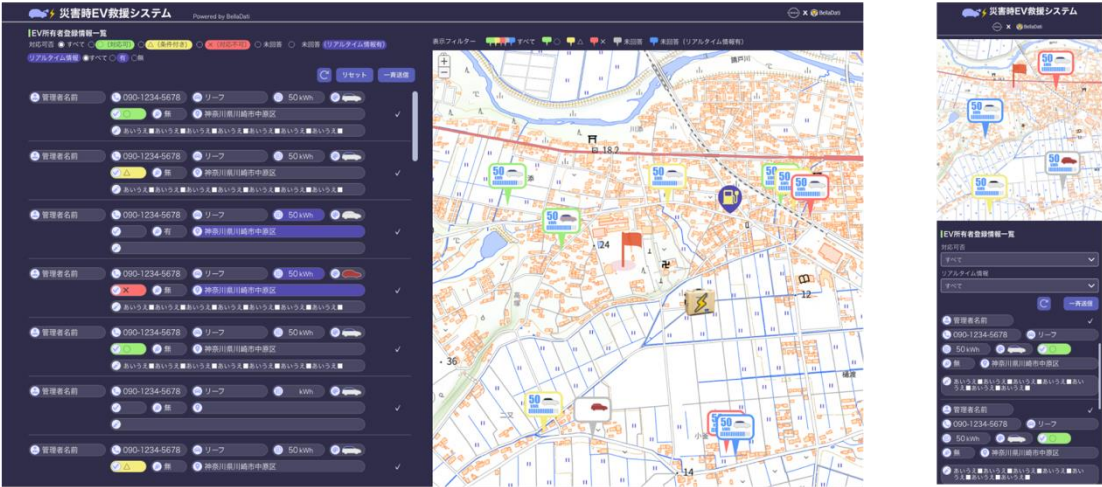 災害時EV救援システム Powered by BellaDati
X BellaDati
EV所有者登録情報一覧
対応可否 すべて ○ (対応可) △ (条件付き) × (対応不可) 未回答 未回答 (リアルタイム情報有)
リアルタイム情報 すべて 有 無
リセット 一斉送信
管理者名前 090-1234-5678 リーフ 50 kWh
○ 無 神奈川県川崎市中原区 ✓
あいうえ■あいうえ■あいうえ■あいうえ■あいうえ■あいうえ■
管理者名前 090-1234-5678 リーフ 50 kWh
△ 無 神奈川県川崎市中原区 ✓
あいうえ■あいうえ■あいうえ■あいうえ■あいうえ■あいうえ■
管理者名前 090-1234-5678 リーフ 50 kWh
有 神奈川県川崎市中原区 ✓
管理者名前 090-1234-5678 リーフ 50 kWh
× 無 神奈川県川崎市中原区 ✓
あいうえ■あいうえ■あいうえ■あいうえ■あいうえ■あいうえ■
管理者名前 090-1234-5678 リーフ 50 kWh
○ 無 神奈川県川崎市中原区 ✓
あいうえ■あいうえ■あいうえ■あいうえ■あいうえ■あいうえ■
管理者名前 090-1234-5678 リーフ kWh
無 ✓
管理者名前 090-1234-5678 リーフ 50 kWh
△ 無 神奈川県川崎市中原区 ✓
表示フィルター すべて ○ △ × 未回答 未回答 (リアルタイム情報有)
+
−
川添
18.2
50
添
50
50
50
50
24
12
36
樋渡
50
二又
50
小釜
14
災害時EV救援システム
X BellaDati
50
50
50
50
EV所有者登録情報一覧
対応可否
すべて
リアルタイム情報
すべて
一斉送信
管理者名前 ✓
090-1234-5678 リーフ
50 kWh ○
無 神奈川県川崎市中原区
あいうえ■あいうえ■あいうえ■あいうえ■あい
うえ■あいうえ■
管理者名前 ✓
090-1234-5678 リーフ
50 kWh ○
無 神奈川県川崎市中原区
あいうえ■あいうえ■あいうえ■あいうえ■あい
うえ■あいうえ■